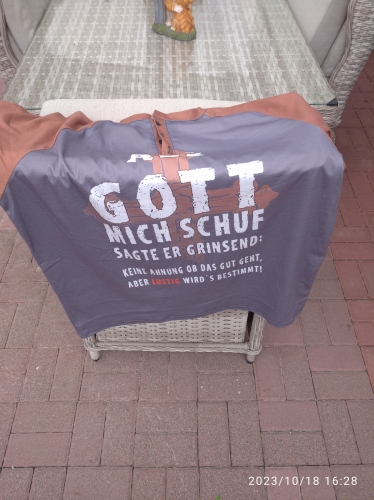 ALS
GOTT
MICH SCHUF
SAGTE ER GRINSEND:
KEINE AHNUNG OB DAS GUT GEHT,
ABER LUSTIG WIRD´S BESTIMMT!
2023/10/18 16:28